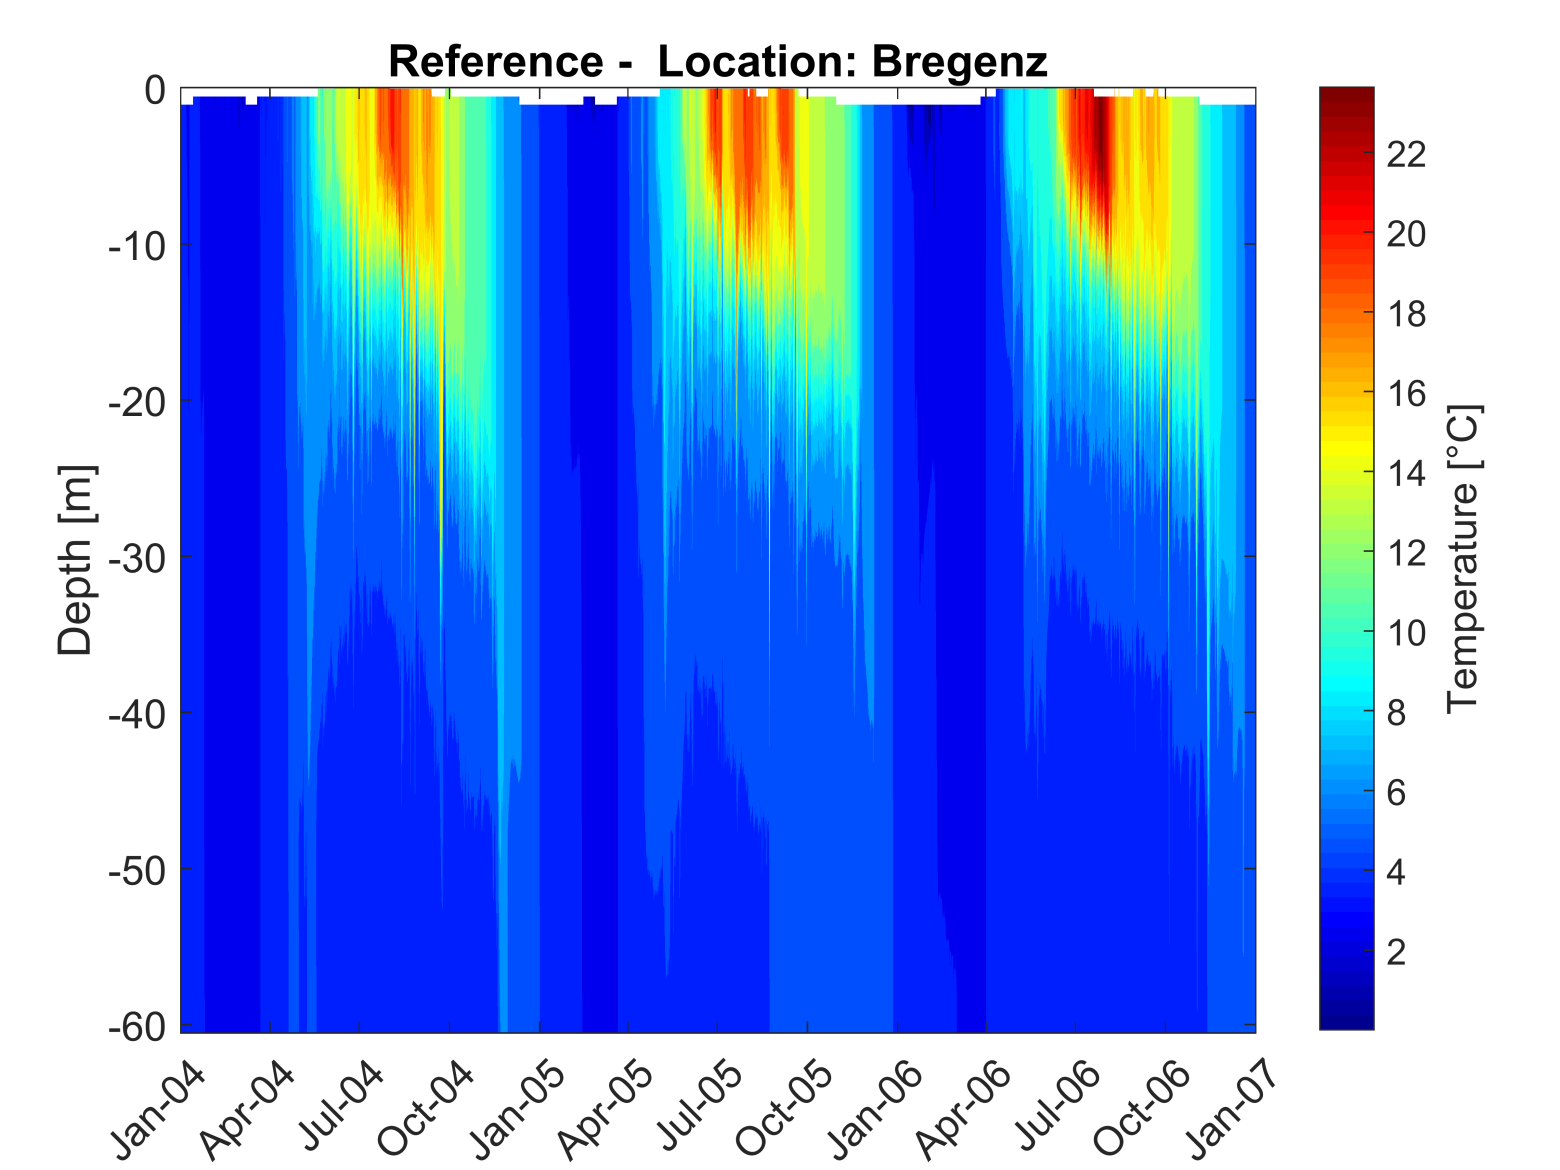 Reference -  Location: Bregenz
0
-10
-20
-30
-40
-50
-60
Depth [m]
Jan-04
Apr-04
Jul-04
Oct-04
Jan-05
Apr-05
Jul-05
Oct-05
Jan-06
Apr-06
Jul-06
Oct-06
Jan-07
22
20
18
16
14
12
10
8
6
4
2
Temperature [°C]